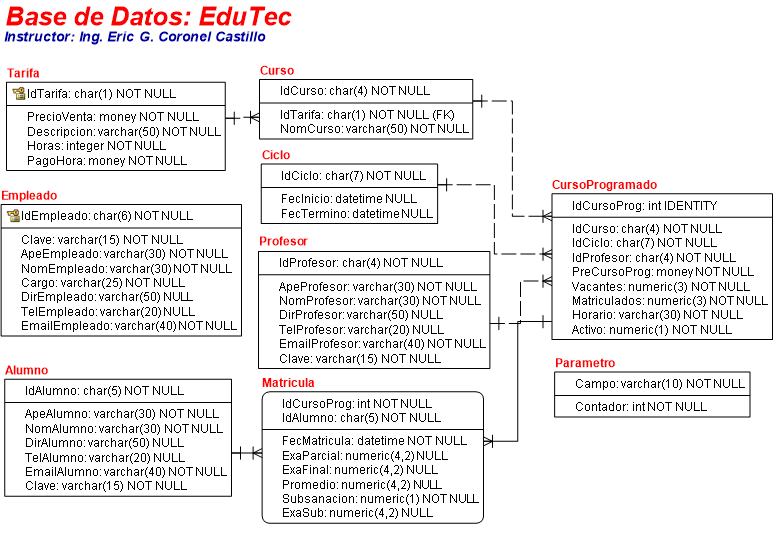 Base de Datos: EduTec
Instructor: Ing. Eric G. Coronel Castillo
Tarifa
IdTarifa: char(1) NOT NULL
PrecioVenta: money NOT NULL
Descripcion: varchar(50) NOT NULL
Horas: integer NOT NULL
PagoHora: money NOT NULL
Curso
IdCurso: char(4) NOT NULL
IdTarifa: char(1) NOT NULL (FK)
NomCurso: varchar(50) NOT NULL
Ciclo
IdCiclo: char(7) NOT NULL
FecInicio: datetime NULL
FecTermino: datetime NULL
Empleado
IdEmpleado: char(6) NOT NULL
Clave: varchar(15) NOT NULL
ApeEmpleado: varchar(30) NOT NULL
NomEmpleado: varchar(30) NOT NULL
Cargo: varchar(25) NOT NULL
DirEmpleado: varchar(50) NULL
TelEmpleado: varchar(20) NULL
EmailEmpleado: varchar(40) NOT NULL
Profesor
IdProfesor: char(4) NOT NULL
ApeProfesor: varchar(30) NOT NULL
NomProfesor: varchar(30) NOT NULL
DirProfesor: varchar(50) NULL
TelProfesor: varchar(20) NULL
EmailProfesor: varchar(40) NOT NULL
Clave: varchar(15) NOT NULL
CursoProgramado
IdCursoProg: int IDENTITY
IdCurso: char(4) NOT NULL
IdCiclo: char(7) NOT NULL
IdProfesor: char(4) NOT NULL
PreCursoProg: money NOT NULL
Vacantes: numeric(3) NOT NULL
Matriculados: numeric(3) NOT NULL
Horario: varchar(30) NOT NULL
Activo: numeric(1) NOT NULL
Alumno
IdAlumno: char(5) NOT NULL
ApeAlumno: varchar(30) NOT NULL
NomAlumno: varchar(30) NOT NULL
DirAlumno: varchar(50) NULL
TelAlumno: varchar(20) NULL
EmailAlumno: varchar(40) NOT NULL
Clave: varchar(15) NOT NULL
Matricula
IdCursoProg: int NOT NULL
IdAlumno: char(5) NOT NULL
FecMatricula: datetime NOT NULL
ExaParcial: numeric(4,2) NULL
ExaFinal: numeric(4,2) NULL
Promedio: numeric(4,2) NULL
Subsanacion: numeric(1) NOT NULL
ExaSub: numeric(4,2) NULL
Parametro
Campo: varchar(10) NOT NULL
Contador: int NOT NULL